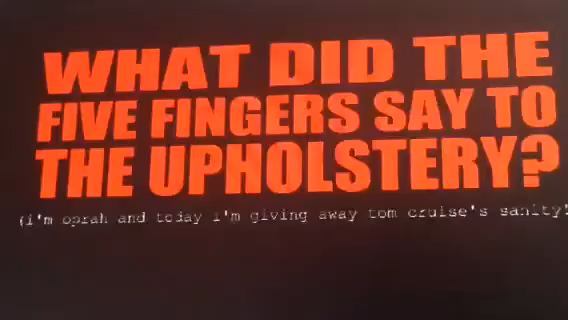 WHAT DID THE
FIVE FINGERS SAY TO
THE UPHOLSTERY?
(i'm oprah and today i'm giving away tom cruise's sanity!